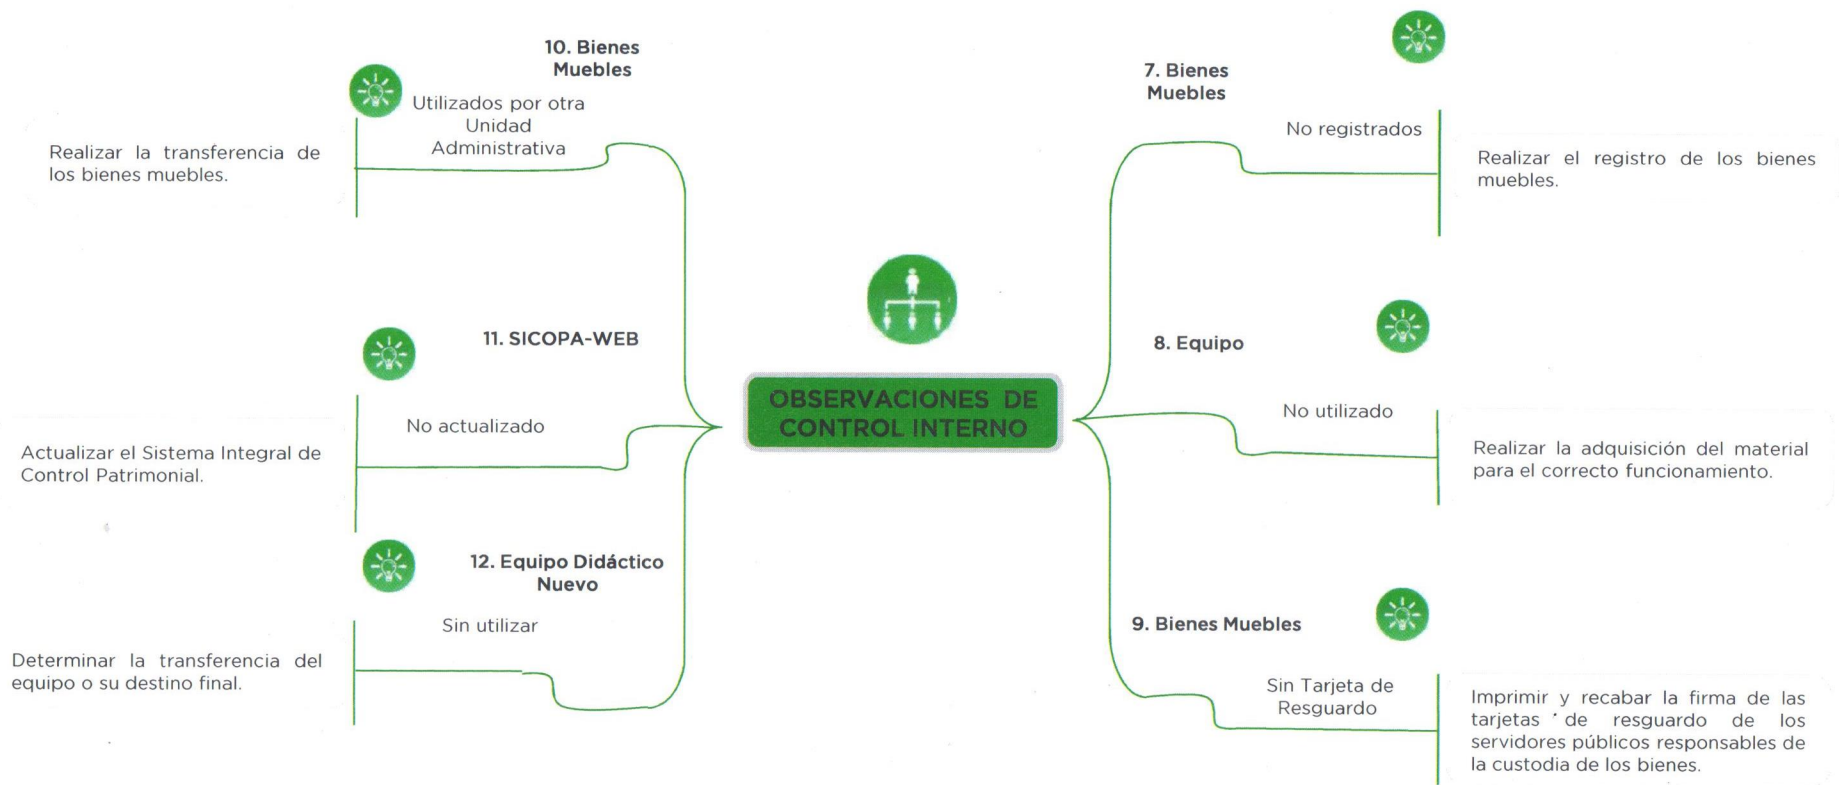 10. Bienes
Muebles
Utilizados por otra
Unidad
Administrativa
Realizar la transferencia de
los bienes muebles.
11. SICOPA-WEB
No actualizado
Actualizar el Sistema Integral de
Control Patrimonial.
12. Equipo Didáctico
Nuevo
Sin utilizar
Determinar la transferencia del
equipo o su destino final.
OBSERVACIONES DE
CONTROL INTERNO
7. Bienes
Muebles
No registrados
Realizar el registro de los bienes
muebles.
8. Equipo
No utilizado
Realizar la adquisición del material
para el correcto funcionamiento.
9. Bienes Muebles
Sin Tarjeta de
Resguardo
Imprimir y recabar la firma de las
tarjetas de resguardo de los
servidores públicos responsables de
la custodia de los bienes.